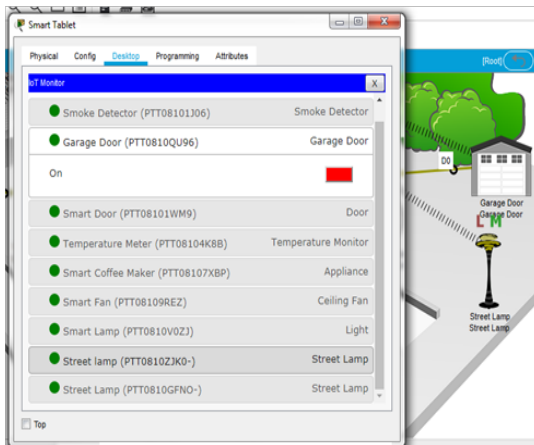 Smart Tablet
Physical Config Desktop Programming Attributes
IoT Monitor X
Smoke Detector (PTT08101J06) Smoke Detector
Garage Door (PTT0810QU96) Garage Door
On
Smart Door (PTT08101WM9) Door
Temperature Meter (PTT08104K8B) Temperature Monitor
Smart Coffee Maker (PTT08107XBP) Appliance
Smart Fan (PTT08109REZ) Ceiling Fan
Smart Lamp (PTT0810V0ZJ) Light
Street lamp (PTT0810ZJK0-) Street Lamp
Street Lamp (PTT0810GFNO-) Street Lamp
Top
[Root]
D0
Garage Door
Garage Door
L M
Street Lamp
Street Lamp